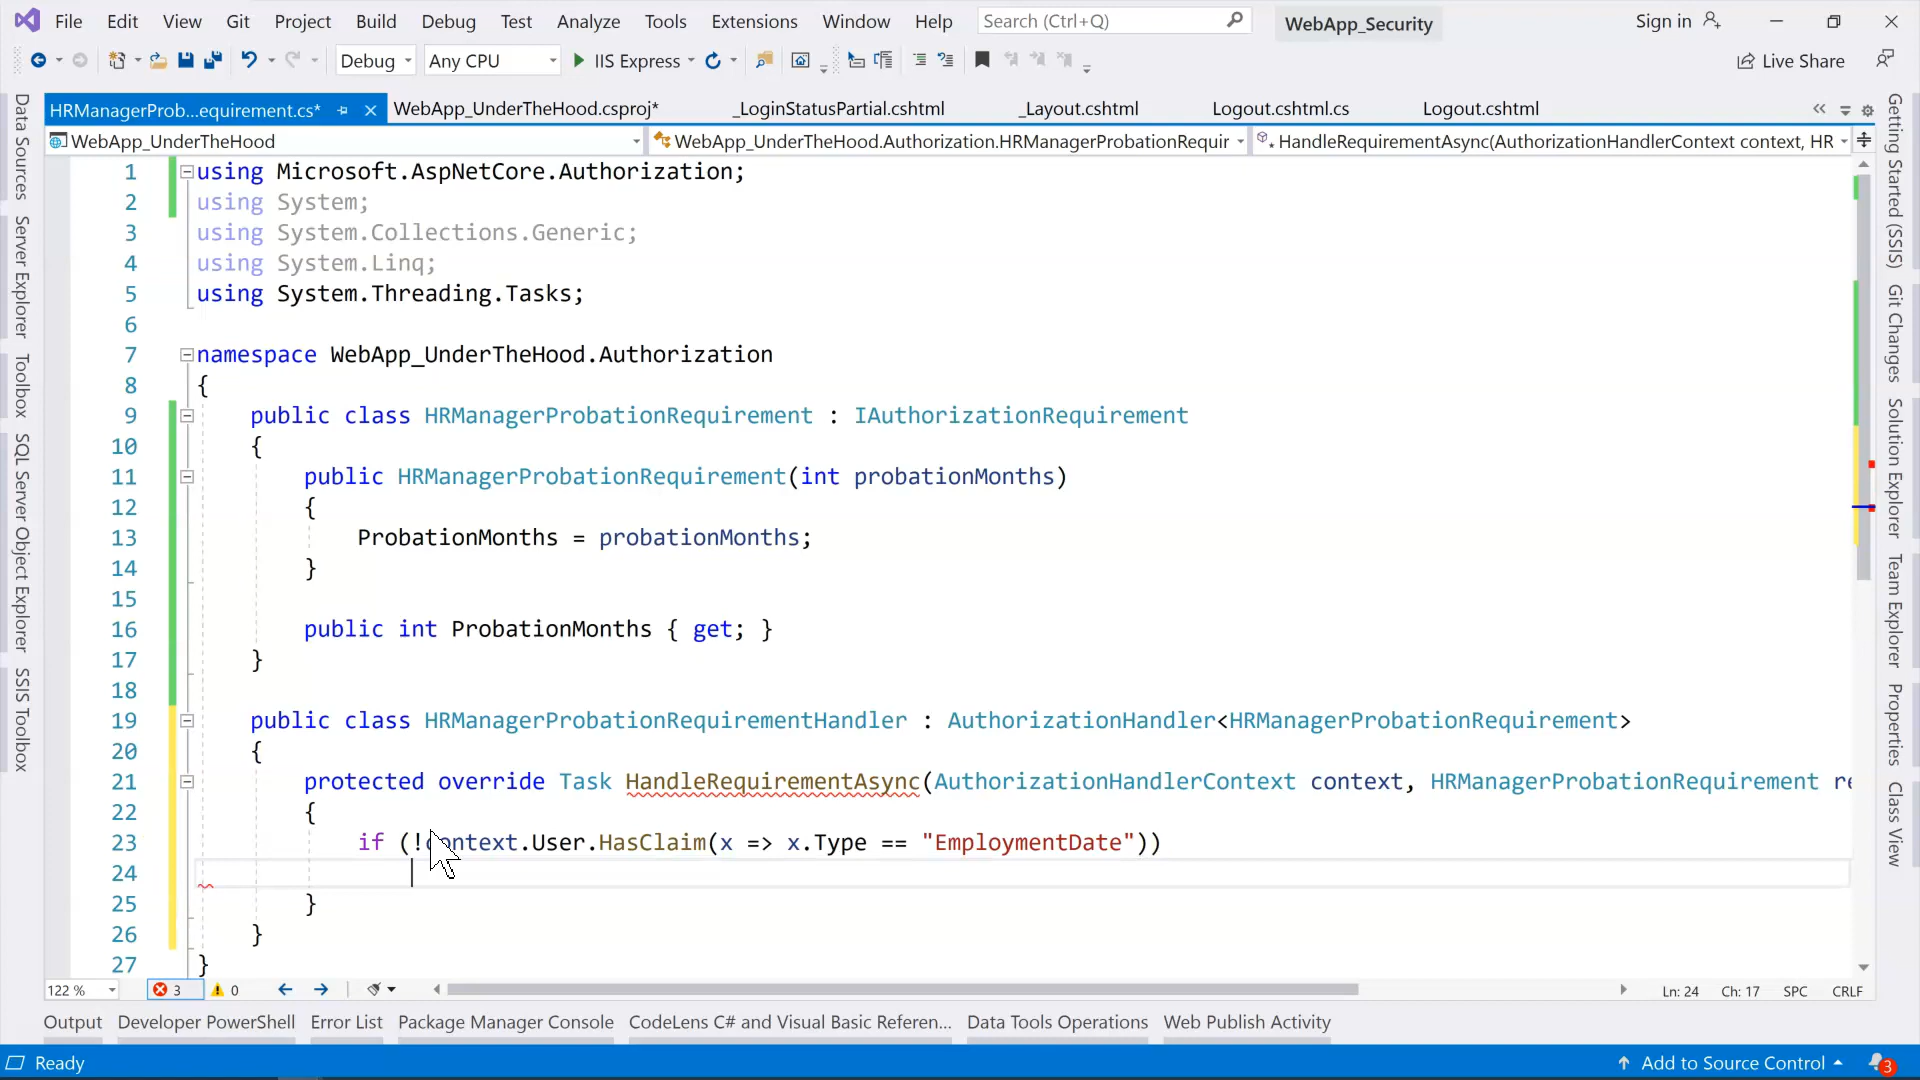 File Edit View Git Project Build Debug Test Analyze Tools Extensions Window Help Search (Ctrl+Q) WebApp_Security Sign in
Debug Any CPU IIS Express Live Share
HRManagerProb...equirement.cs* WebApp_UnderTheHood.csproj* _LoginStatusPartial.cshtml _Layout.cshtml Logout.cshtml.cs Logout.cshtml
WebApp_UnderTheHood WebApp_UnderTheHood.Authorization.HRManagerProbationRequir HandleRequirementAsync(AuthorizationHandlerContext context, HR
1 using Microsoft.AspNetCore.Authorization;
2 using System;
3 using System.Collections.Generic;
4 using System.Linq;
5 using System.Threading.Tasks;
6
7 namespace WebApp_UnderTheHood.Authorization
8 {
9 public class HRManagerProbationRequirement : IAuthorizationRequirement
10 {
11 public HRManagerProbationRequirement(int probationMonths)
12 {
13 ProbationMonths = probationMonths;
14 }
15
16 public int ProbationMonths { get; }
17 }
18
19 public class HRManagerProbationRequirementHandler : AuthorizationHandler<HRManagerProbationRequirement>
20 {
21 protected override Task HandleRequirementAsync(AuthorizationHandlerContext context, HRManagerProbationRequirement re
22 {
23 if (!context.User.HasClaim(x => x.Type == "EmploymentDate"))
24
25 }
26 }
27 }
122 % 3 0 Ln: 24 Ch: 17 SPC CRLF
Output Developer PowerShell Error List Package Manager Console CodeLens C# and Visual Basic Referen... Data Tools Operations Web Publish Activity
Ready Add to Source Control 3
Data Sources
Server Explorer
Toolbox
SQL Server Object Explorer
SSIS Toolbox
Getting Started (SSIS)
Git Changes
Solution Explorer
Team Explorer
Properties
Class View